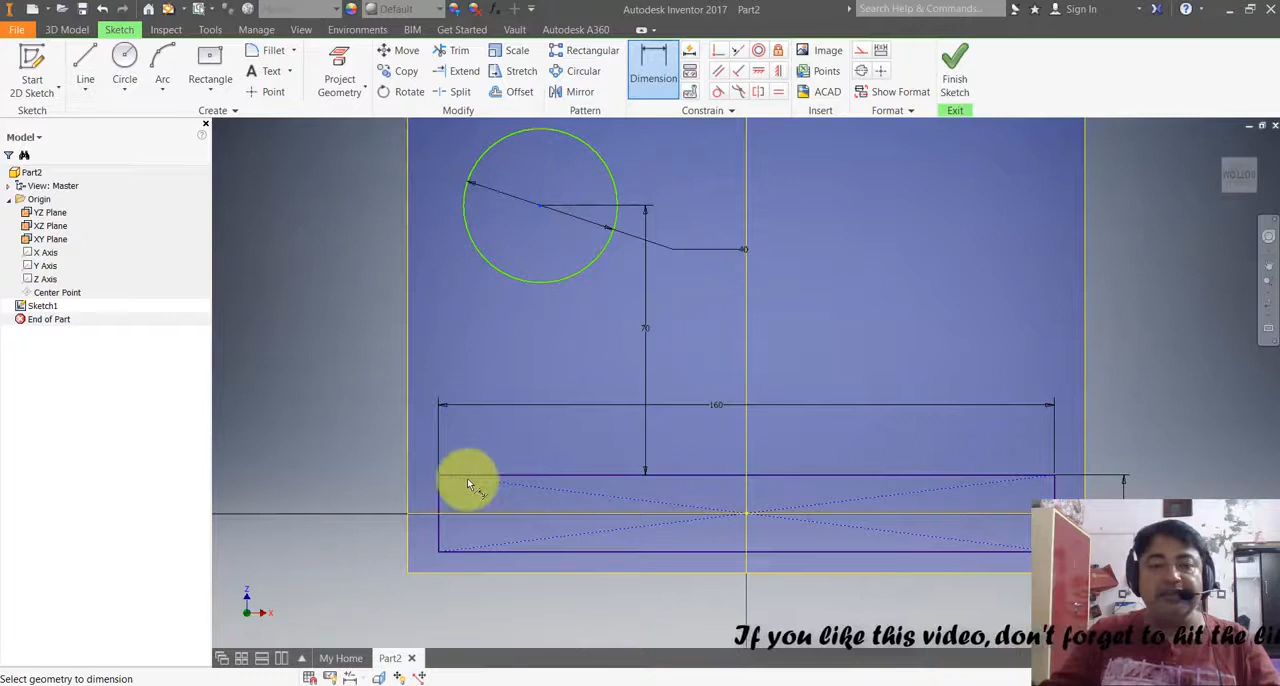 Material
Default
Autodesk Inventor 2017   Part2
Search Help & Commands...
Sign In
File
3D Model
Sketch
Inspect
Tools
Manage
View
Environments
BIM
Get Started
Vault
Autodesk A360
Start
2D Sketch
Line
Circle
Arc
Rectangle
Fillet
Text
Point
Project
Geometry
Move
Copy
Rotate
Trim
Extend
Split
Scale
Stretch
Offset
Rectangular
Circular
Mirror
Dimension
Image
Points
ACAD
Show Format
Finish
Sketch
Sketch
Create
Modify
Pattern
Constrain
Insert
Format
Exit
Model
Part2
View: Master
Origin
YZ Plane
XZ Plane
XY Plane
X Axis
Y Axis
Z Axis
Center Point
Sketch1
End of Part
BOTTOM
40
70
160
Z
X
If you like this video, don't forget to hit the li
My Home
Part2
Select geometry to dimension